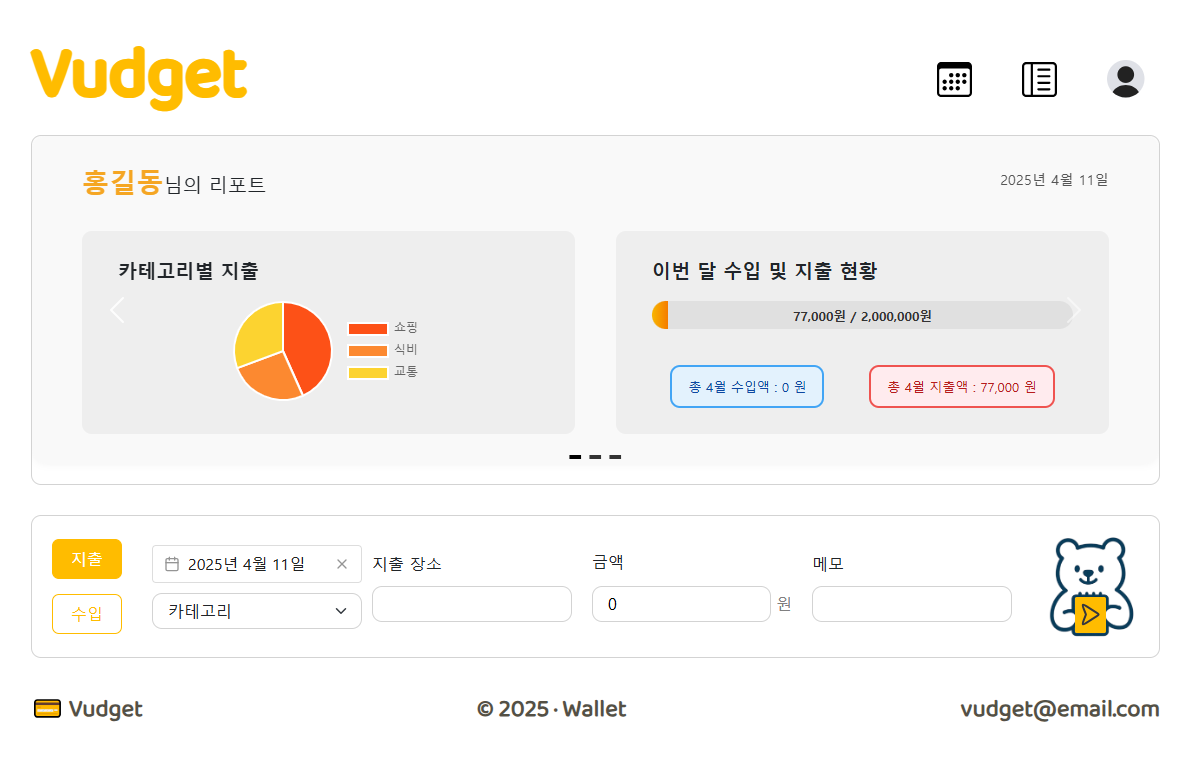 Vudget
홍길동님의 리포트
2025년 4월 11일
카테고리별 지출
쇼핑
식비
교통
이번 달 수입 및 지출 현황
77,000원 / 2,000,000원
총 4월 수입액 : 0 원
총 4월 지출액 : 77,000 원
지출
수입
2025년 4월 11일
카테고리
지출 장소
금액
0
원
메모
Vudget
© 2025 · Wallet
vudget@email.com